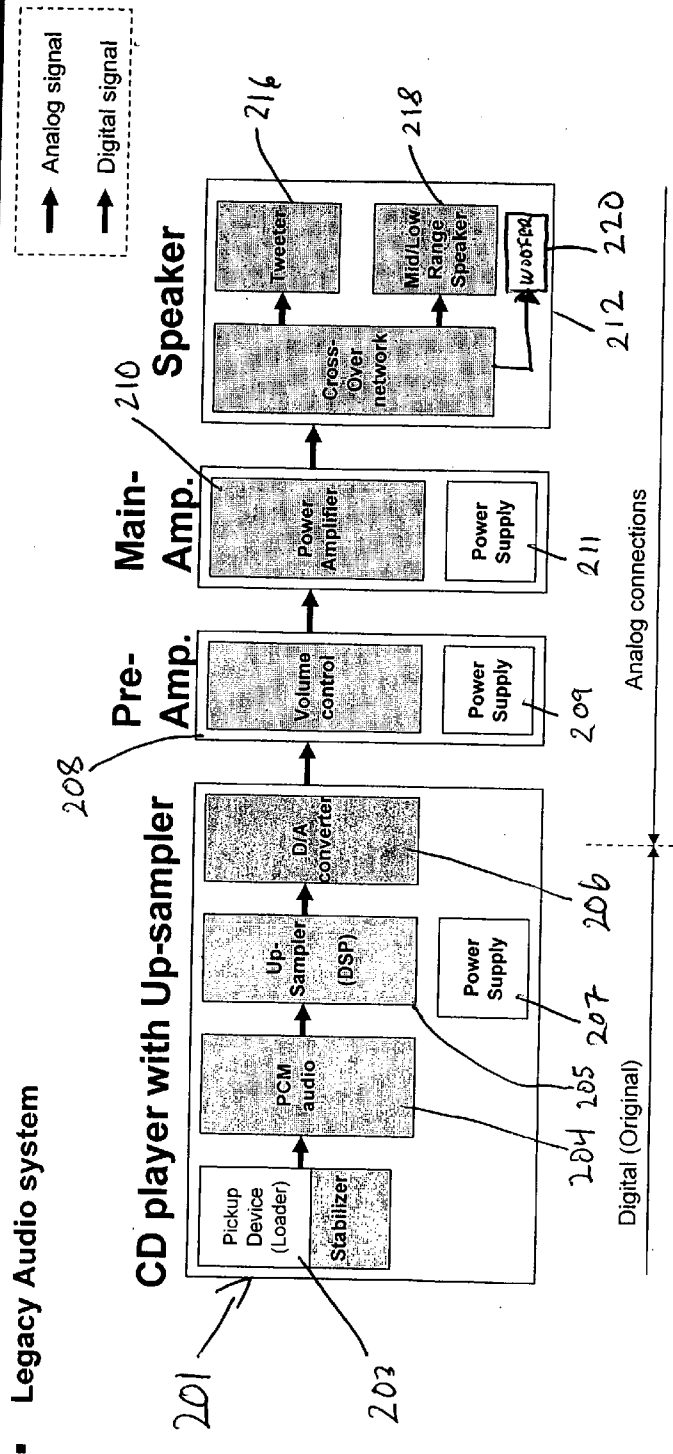 ▪ Legacy Audio system
Analog signal
Digital signal
CD player with Up-sampler
Pre-
Amp.
Main-
Amp.
Speaker
201
Pickup
Device
(Loader)
Stabilizer
203
PCM
audio
204
Up-
Sampler
(DSP)
205
D/A
converter
206
Power
Supply
207
208
Volume
control
Power
Supply
209
210
Power
Amplifier
Power
Supply
211
Cross-
Over
network
Tweeter
216
Mid/Low
Range
Speaker
218
WOOFER
220
212
Digital (Original)
Analog connections